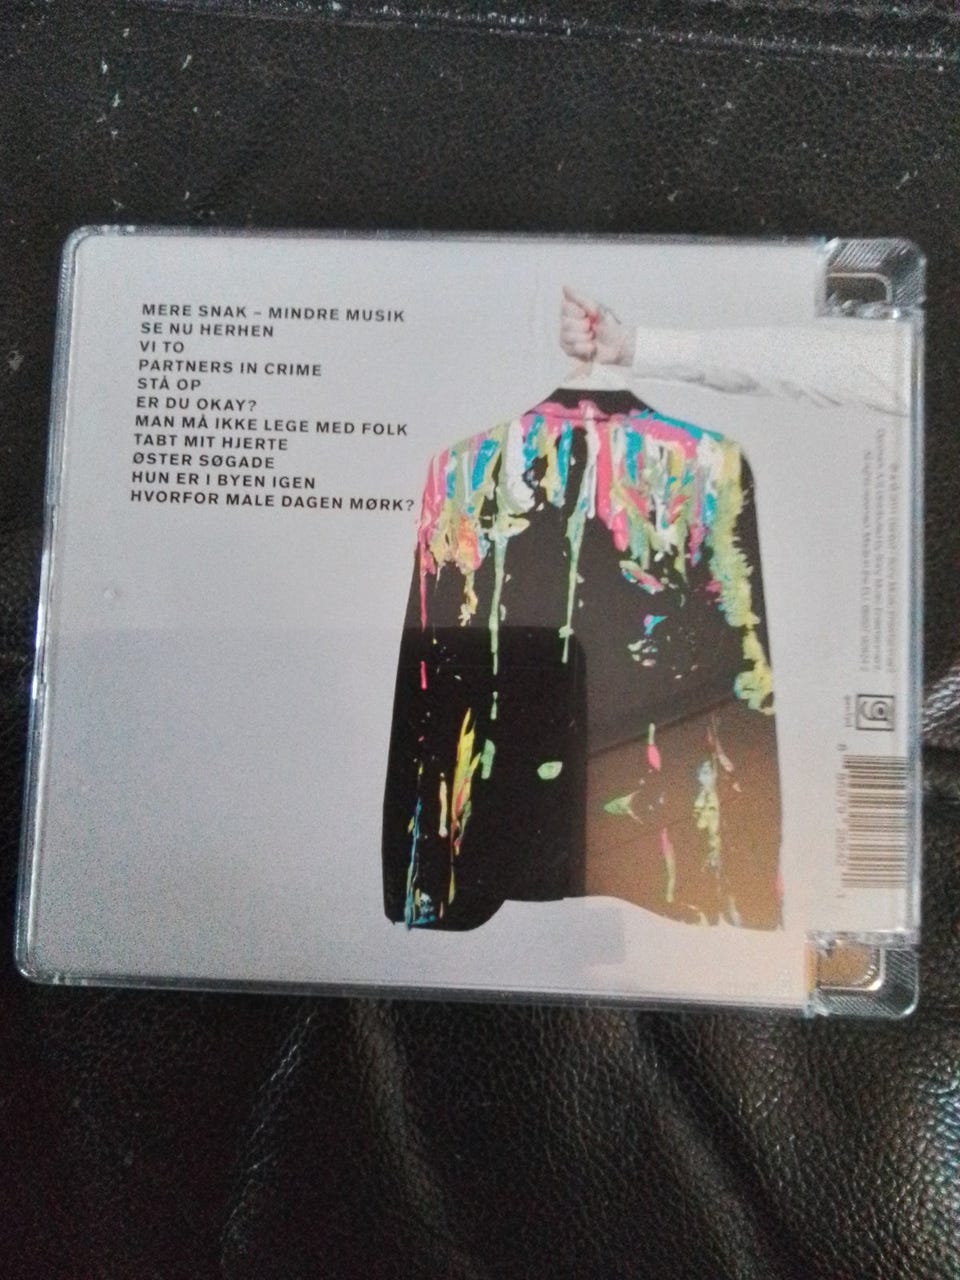 MERE SNAK – MINDRE MUSIK
SE NU HERHEN
VI TO
PARTNERS IN CRIME
STÅ OP
ER DU OKAY?
MAN MÅ IKKE LEGE MED FOLK
TABT MIT HJERTE
ØSTER SØGADE
HUN ER I BYEN IGEN
HVORFOR MALE DAGEN MØRK?